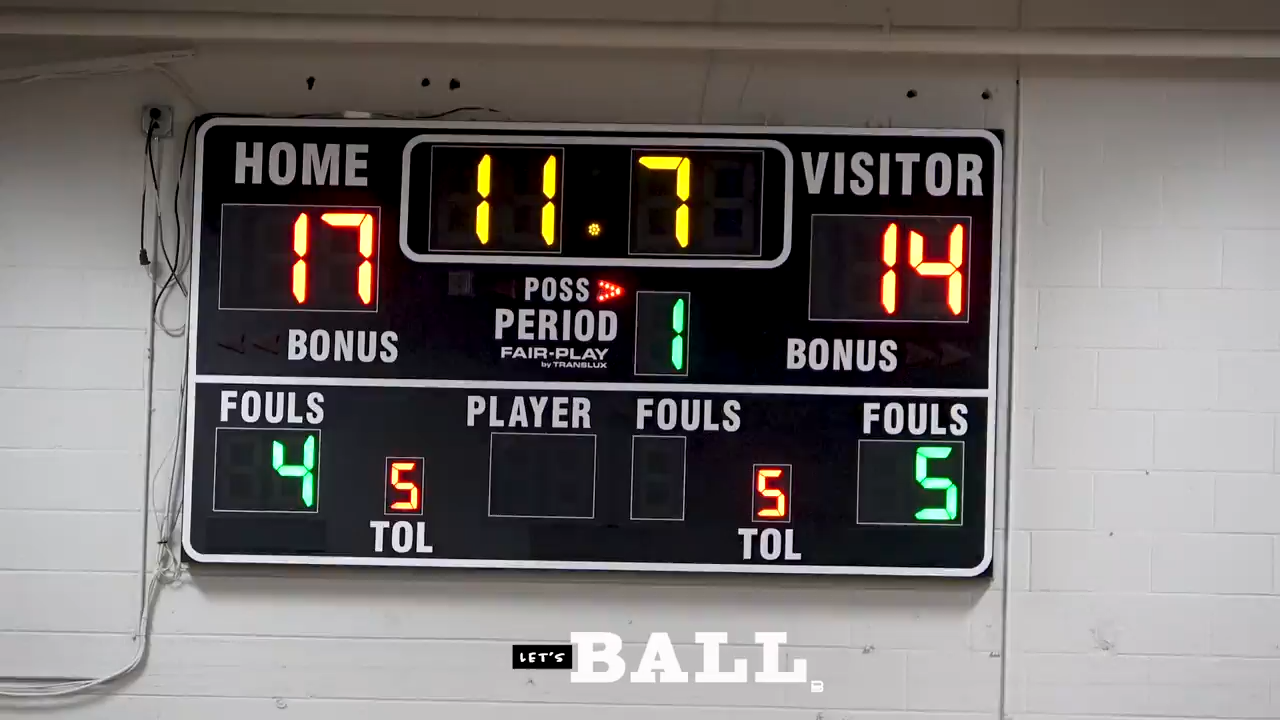 HOME
11.7
VISITOR
17
14
POSS
PERIOD
1
FAIR-PLAY
by TRANSLUX
BONUS
BONUS
FOULS
PLAYER
FOULS
FOULS
4
5
5
5
TOL
TOL
LET'S BALL
B